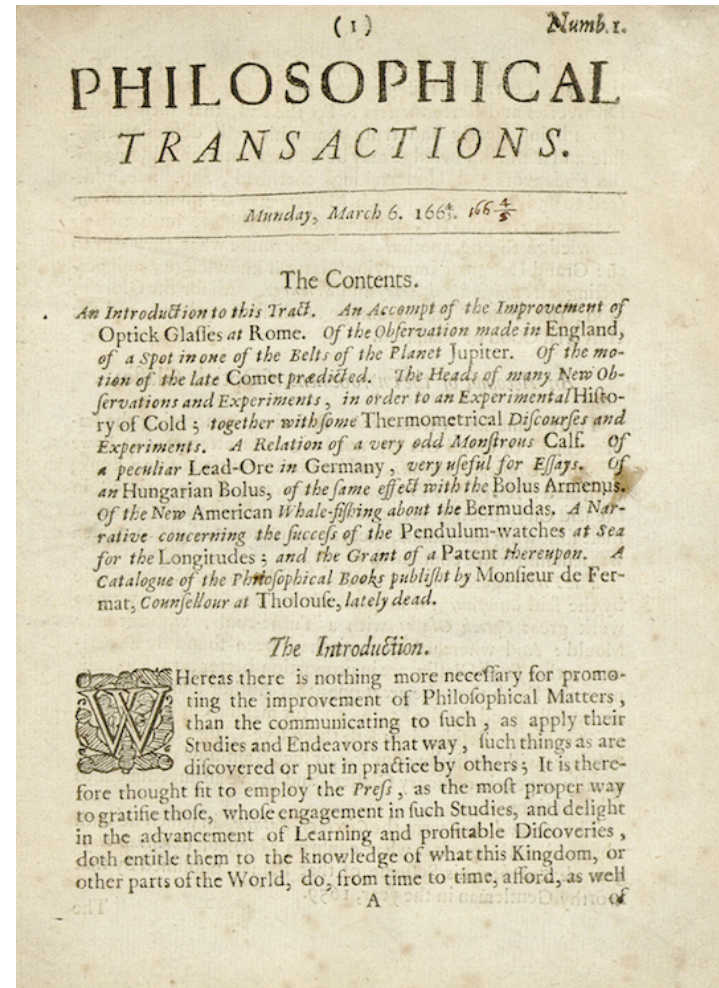 (1) Numb.1.
PHILOSOPHICAL
TRANSACTIONS.
Munday, March 6. 166⅘. 166 4/5
The Contents.
An Introduction to this Tract. An Accompt of the Improvement of
Optick Glaſſes at Rome. Of the Obſervation made in England,
of a Spot in one of the Belts of the Planet Jupiter. Of the mo-
tion of the late Comet prædicted. The Heads of many New Ob-
ſervations and Experiments, in order to an Experimental Hiſto-
ry of Cold; together with ſome Thermometrical Diſcourſes and
Experiments. A Relation of a very odd Monſtrous Calf. Of
a peculiar Lead-Ore in Germany, very uſeful for Eſſays. Of
an Hungarian Bolus, of the ſame effect with the Bolus Armenus.
Of the New American Whale-fiſhing about the Bermudas. A Nar-
rative concerning the ſucceſs of the Pendulum-watches at Sea
for the Longitudes; and the Grant of a Patent thereupon. A
Catalogue of the Philoſophical Books publiſht by Monſieur de Fer-
mat, Counſellour at Tholouſe, lately dead.
The Introduction.
WHereas there is nothing more neceſſary for promo-
ting the improvement of Philoſophical Matters,
than the communicating to ſuch, as apply their
Studies and Endeavors that way, ſuch things as are
diſcovered or put in practice by others; It is there-
fore thought fit to employ the Preſs, as the moſt proper way
to gratifie thoſe, whoſe engagement in ſuch Studies, and delight
in the advancement of Learning and profitable Diſcoveries,
doth entitle them to the knowledge of what this Kingdom, or
other parts of the World, do, from time to time, afford, as well
A of